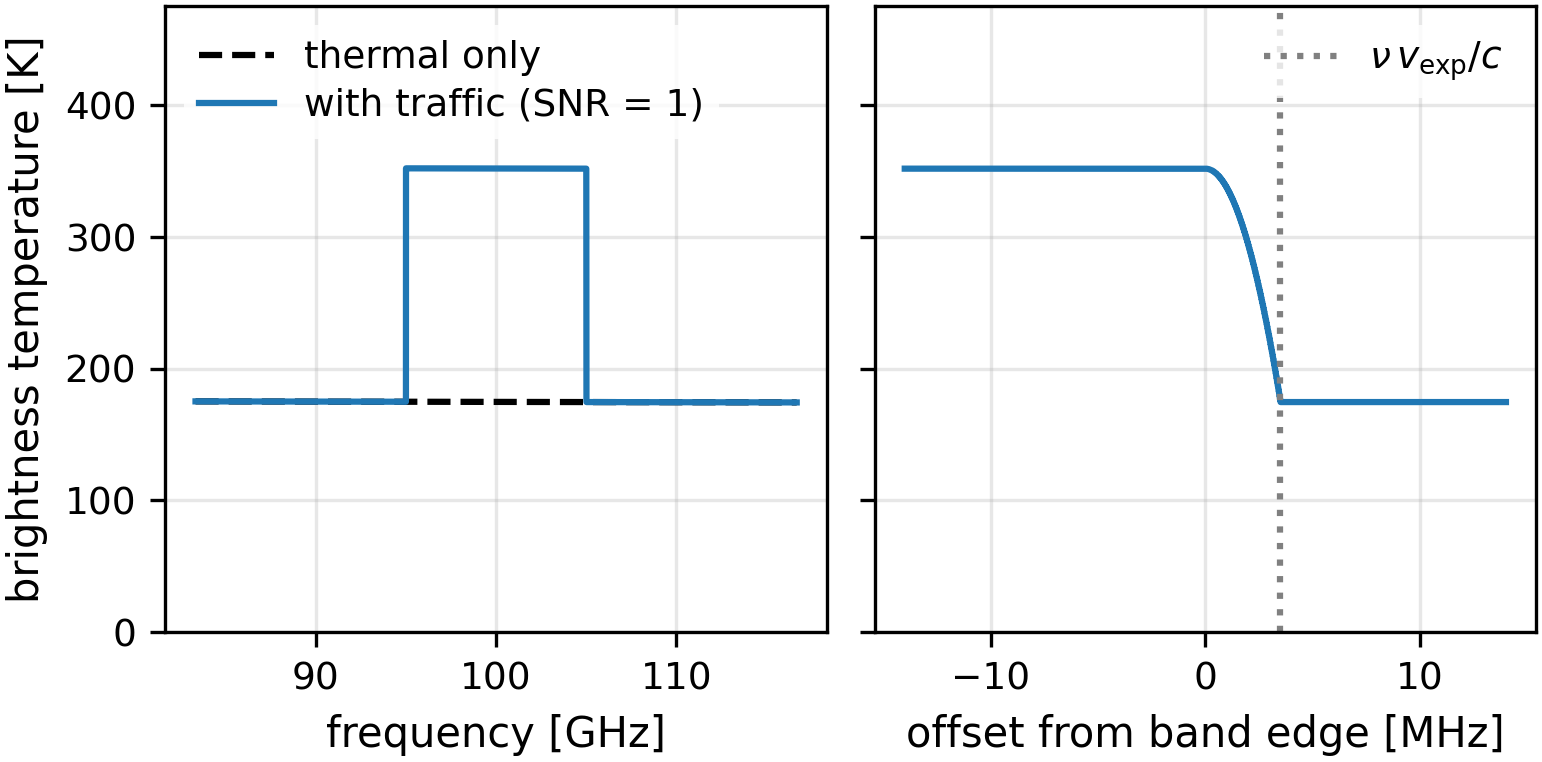 brightness temperature [K]
400
300
200
100
0
thermal only
with traffic (SNR = 1)
90 100 110
frequency [GHz]
ν v_exp/c
−10 0 10
offset from band edge [MHz]